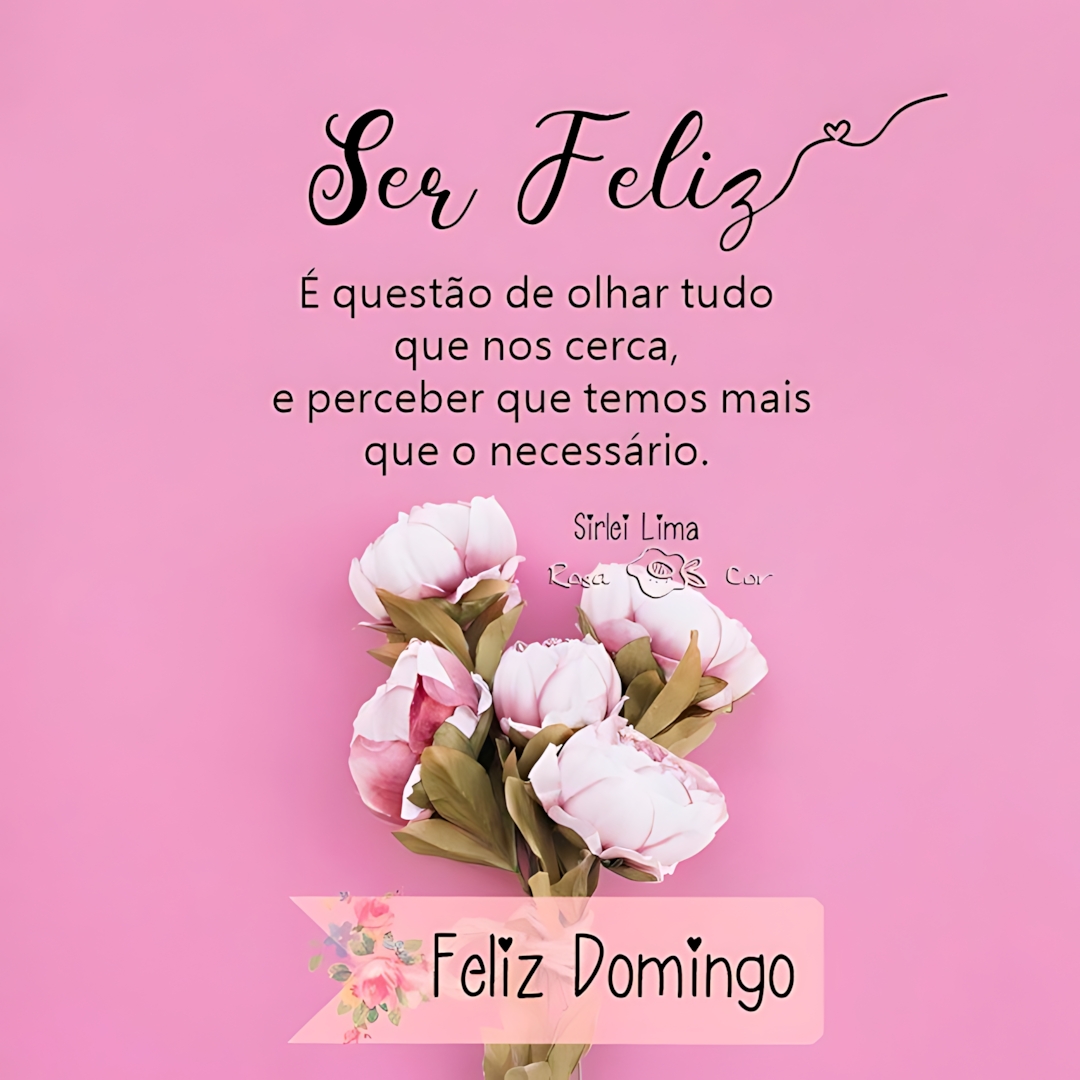 Ser Feliz
É questão de olhar tudo
que nos cerca,
e perceber que temos mais
que o necessário.
Sirlei Lima
Rosa Cor
Feliz Domingo